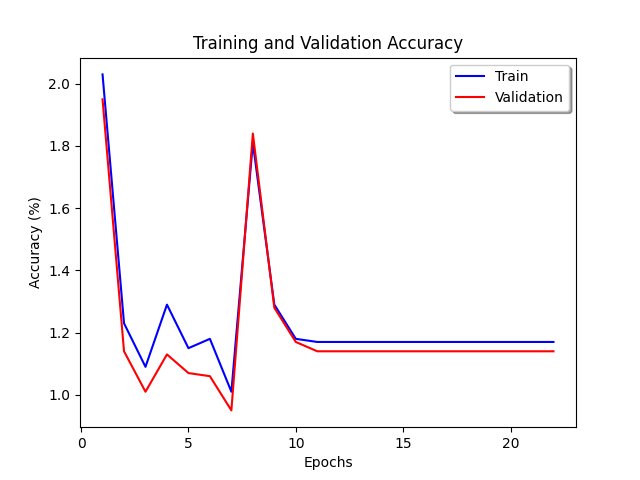 Training and Validation Accuracy
Train
Validation
Accuracy (%)
2.0
1.8
1.6
1.4
1.2
1.0
0
5
10
15
20
Epochs